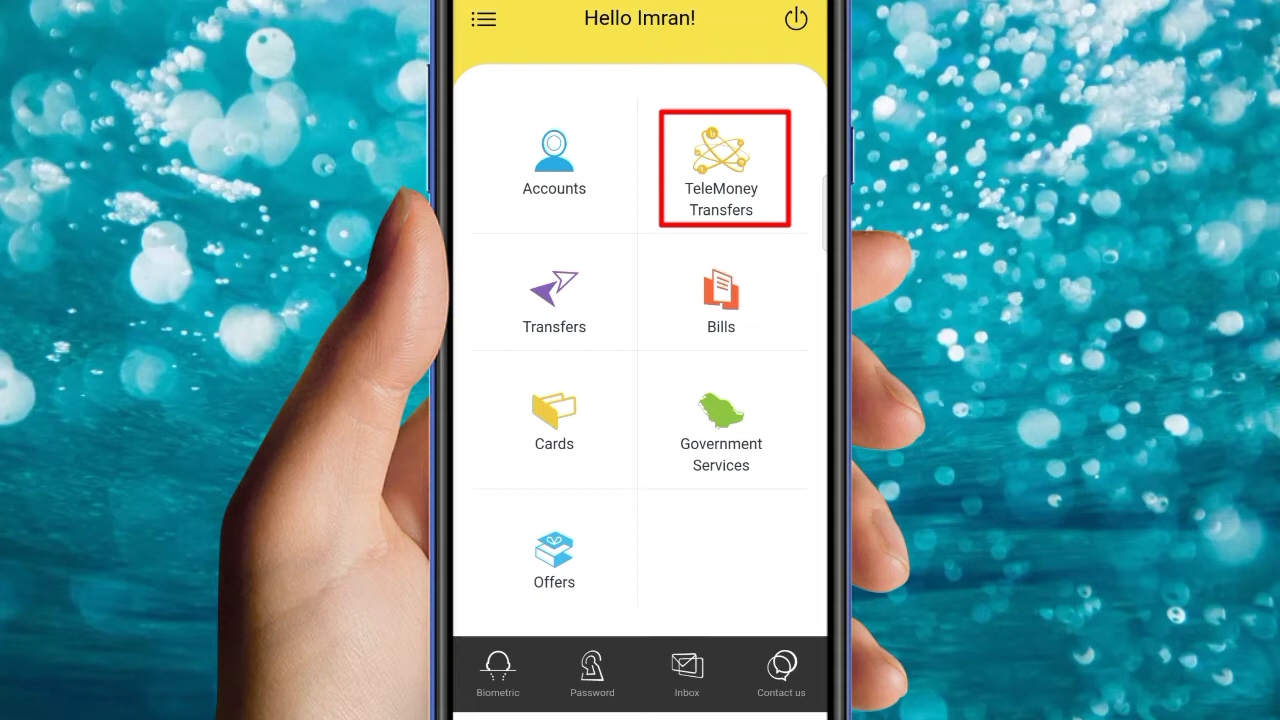 Hello Imran!
Accounts
TeleMoney
Transfers
Transfers
Bills
Cards
Government
Services
Offers
Biometric
Password
Inbox
Contact us